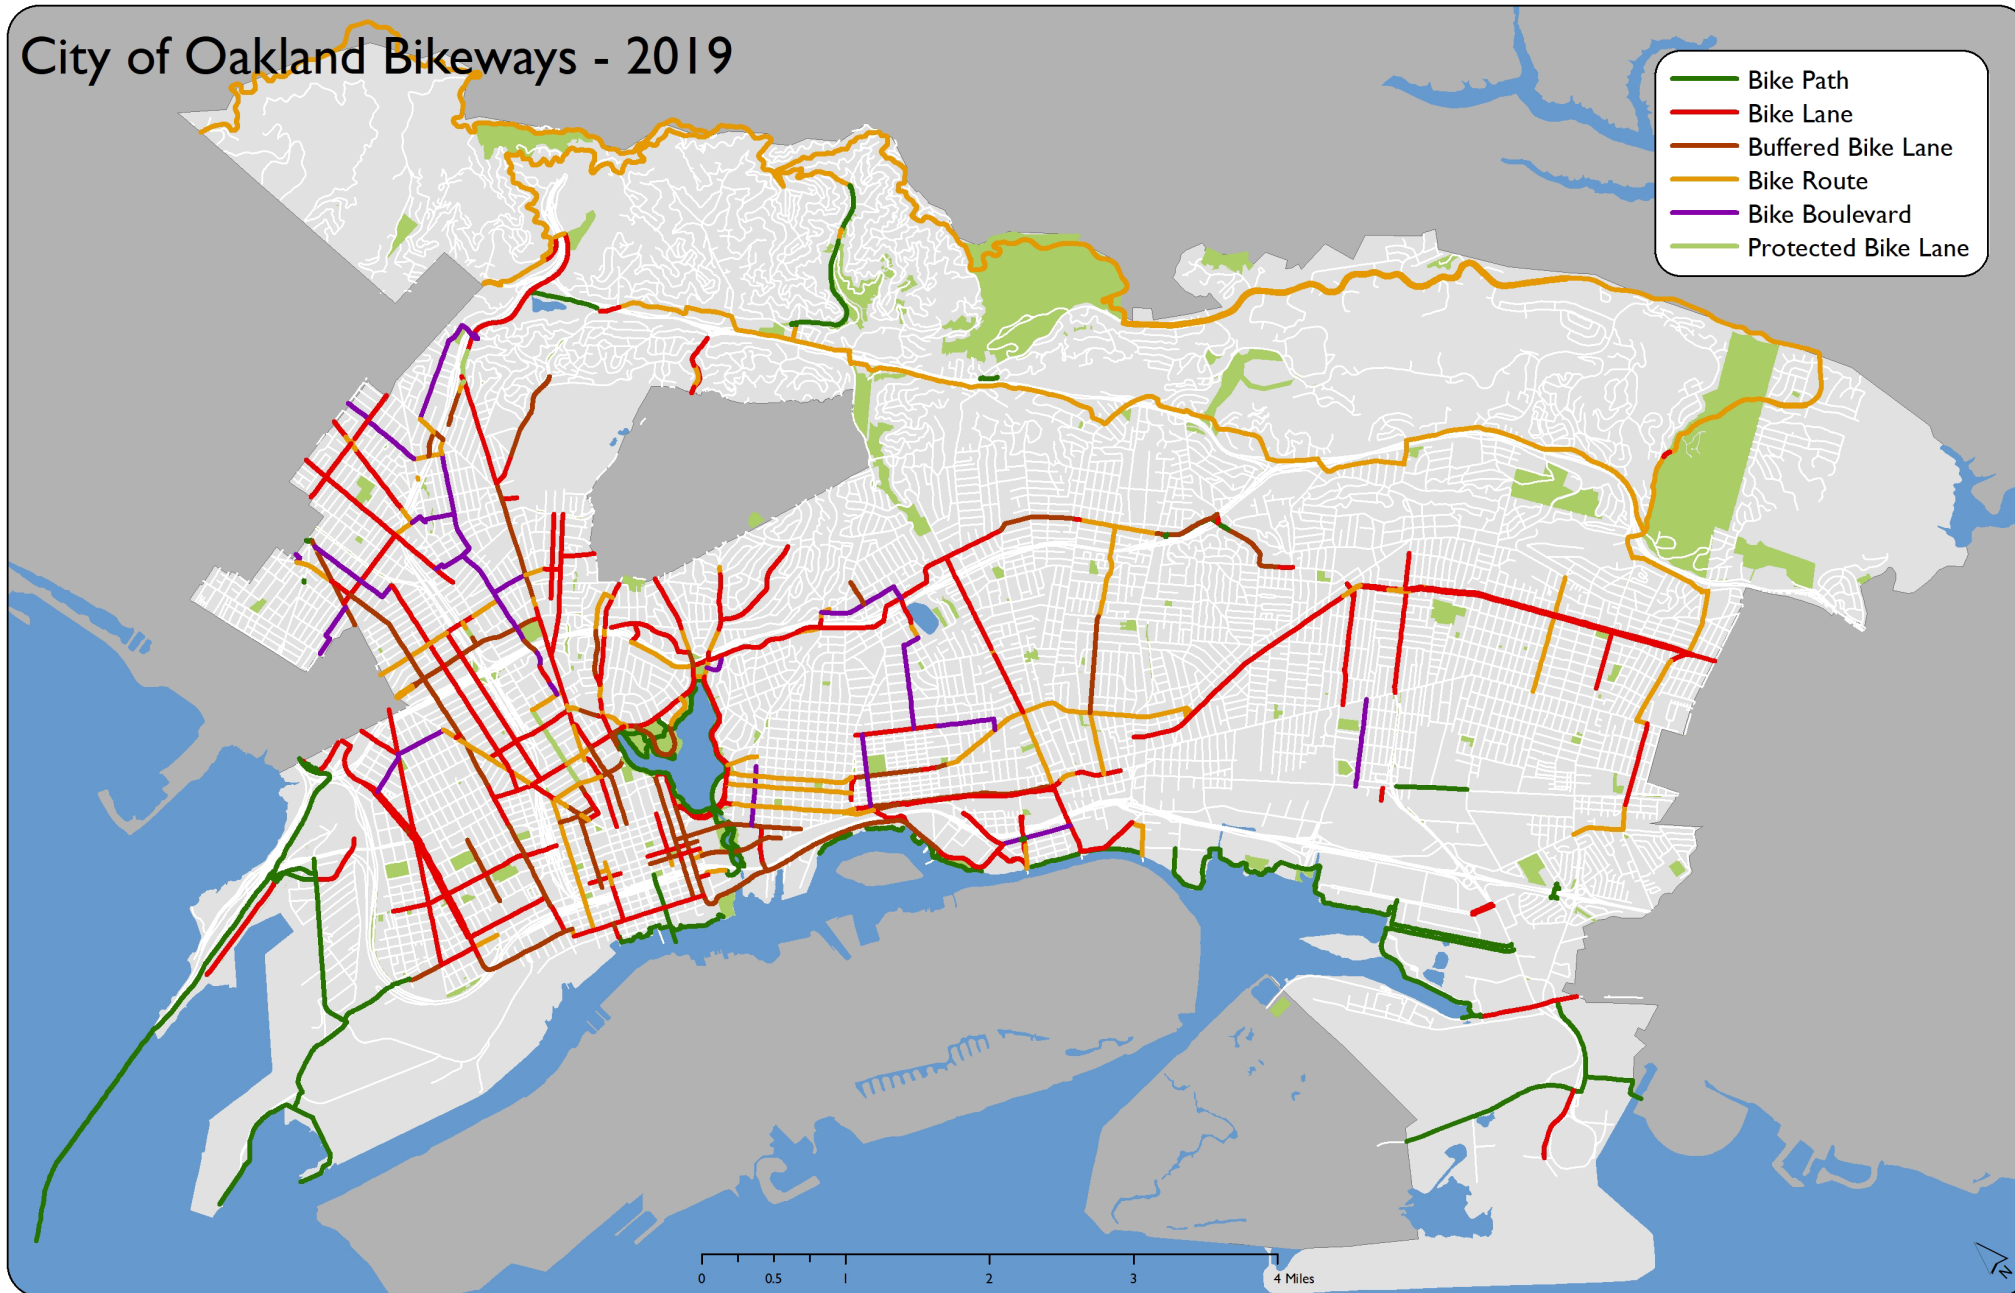 City of Oakland Bikeways - 2019
Bike Path
Bike Lane
Buffered Bike Lane
Bike Route
Bike Boulevard
Protected Bike Lane
0 0.5 1 2 3 4 Miles
N